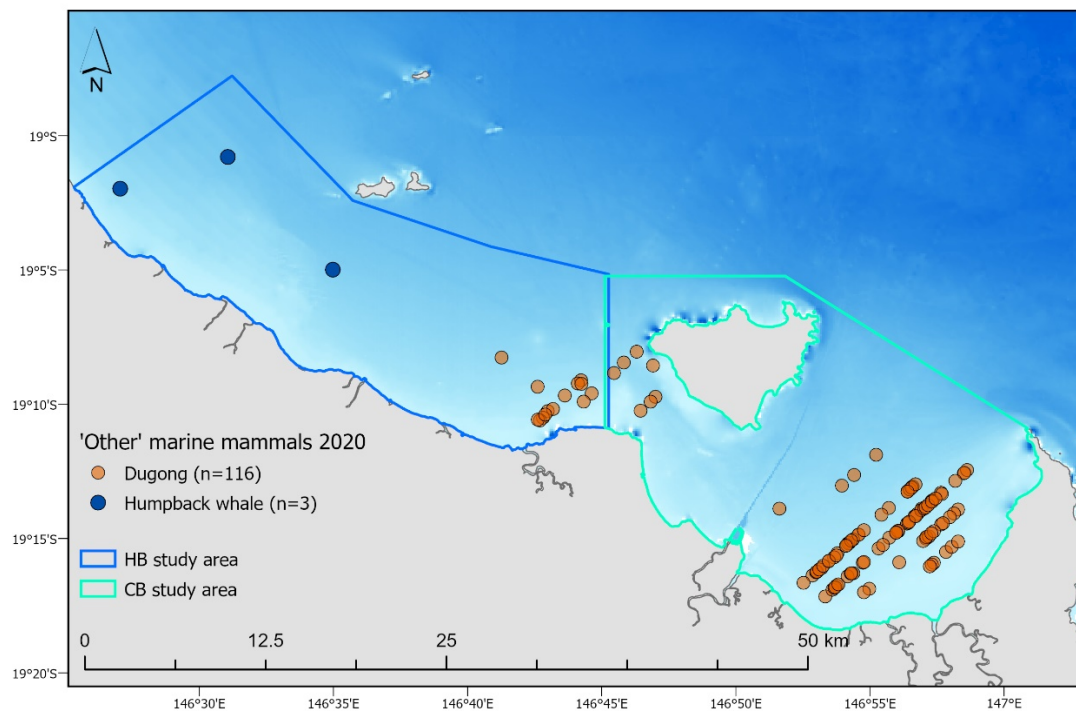 N
19°S
19°5'S
19°10'S
19°15'S
19°20'S
'Other' marine mammals 2020
Dugong (n=116)
Humpback whale (n=3)
HB study area
CB study area
0 12.5 25 50 km
146°30'E 146°35'E 146°40'E 146°45'E 146°50'E 146°55'E 147°E